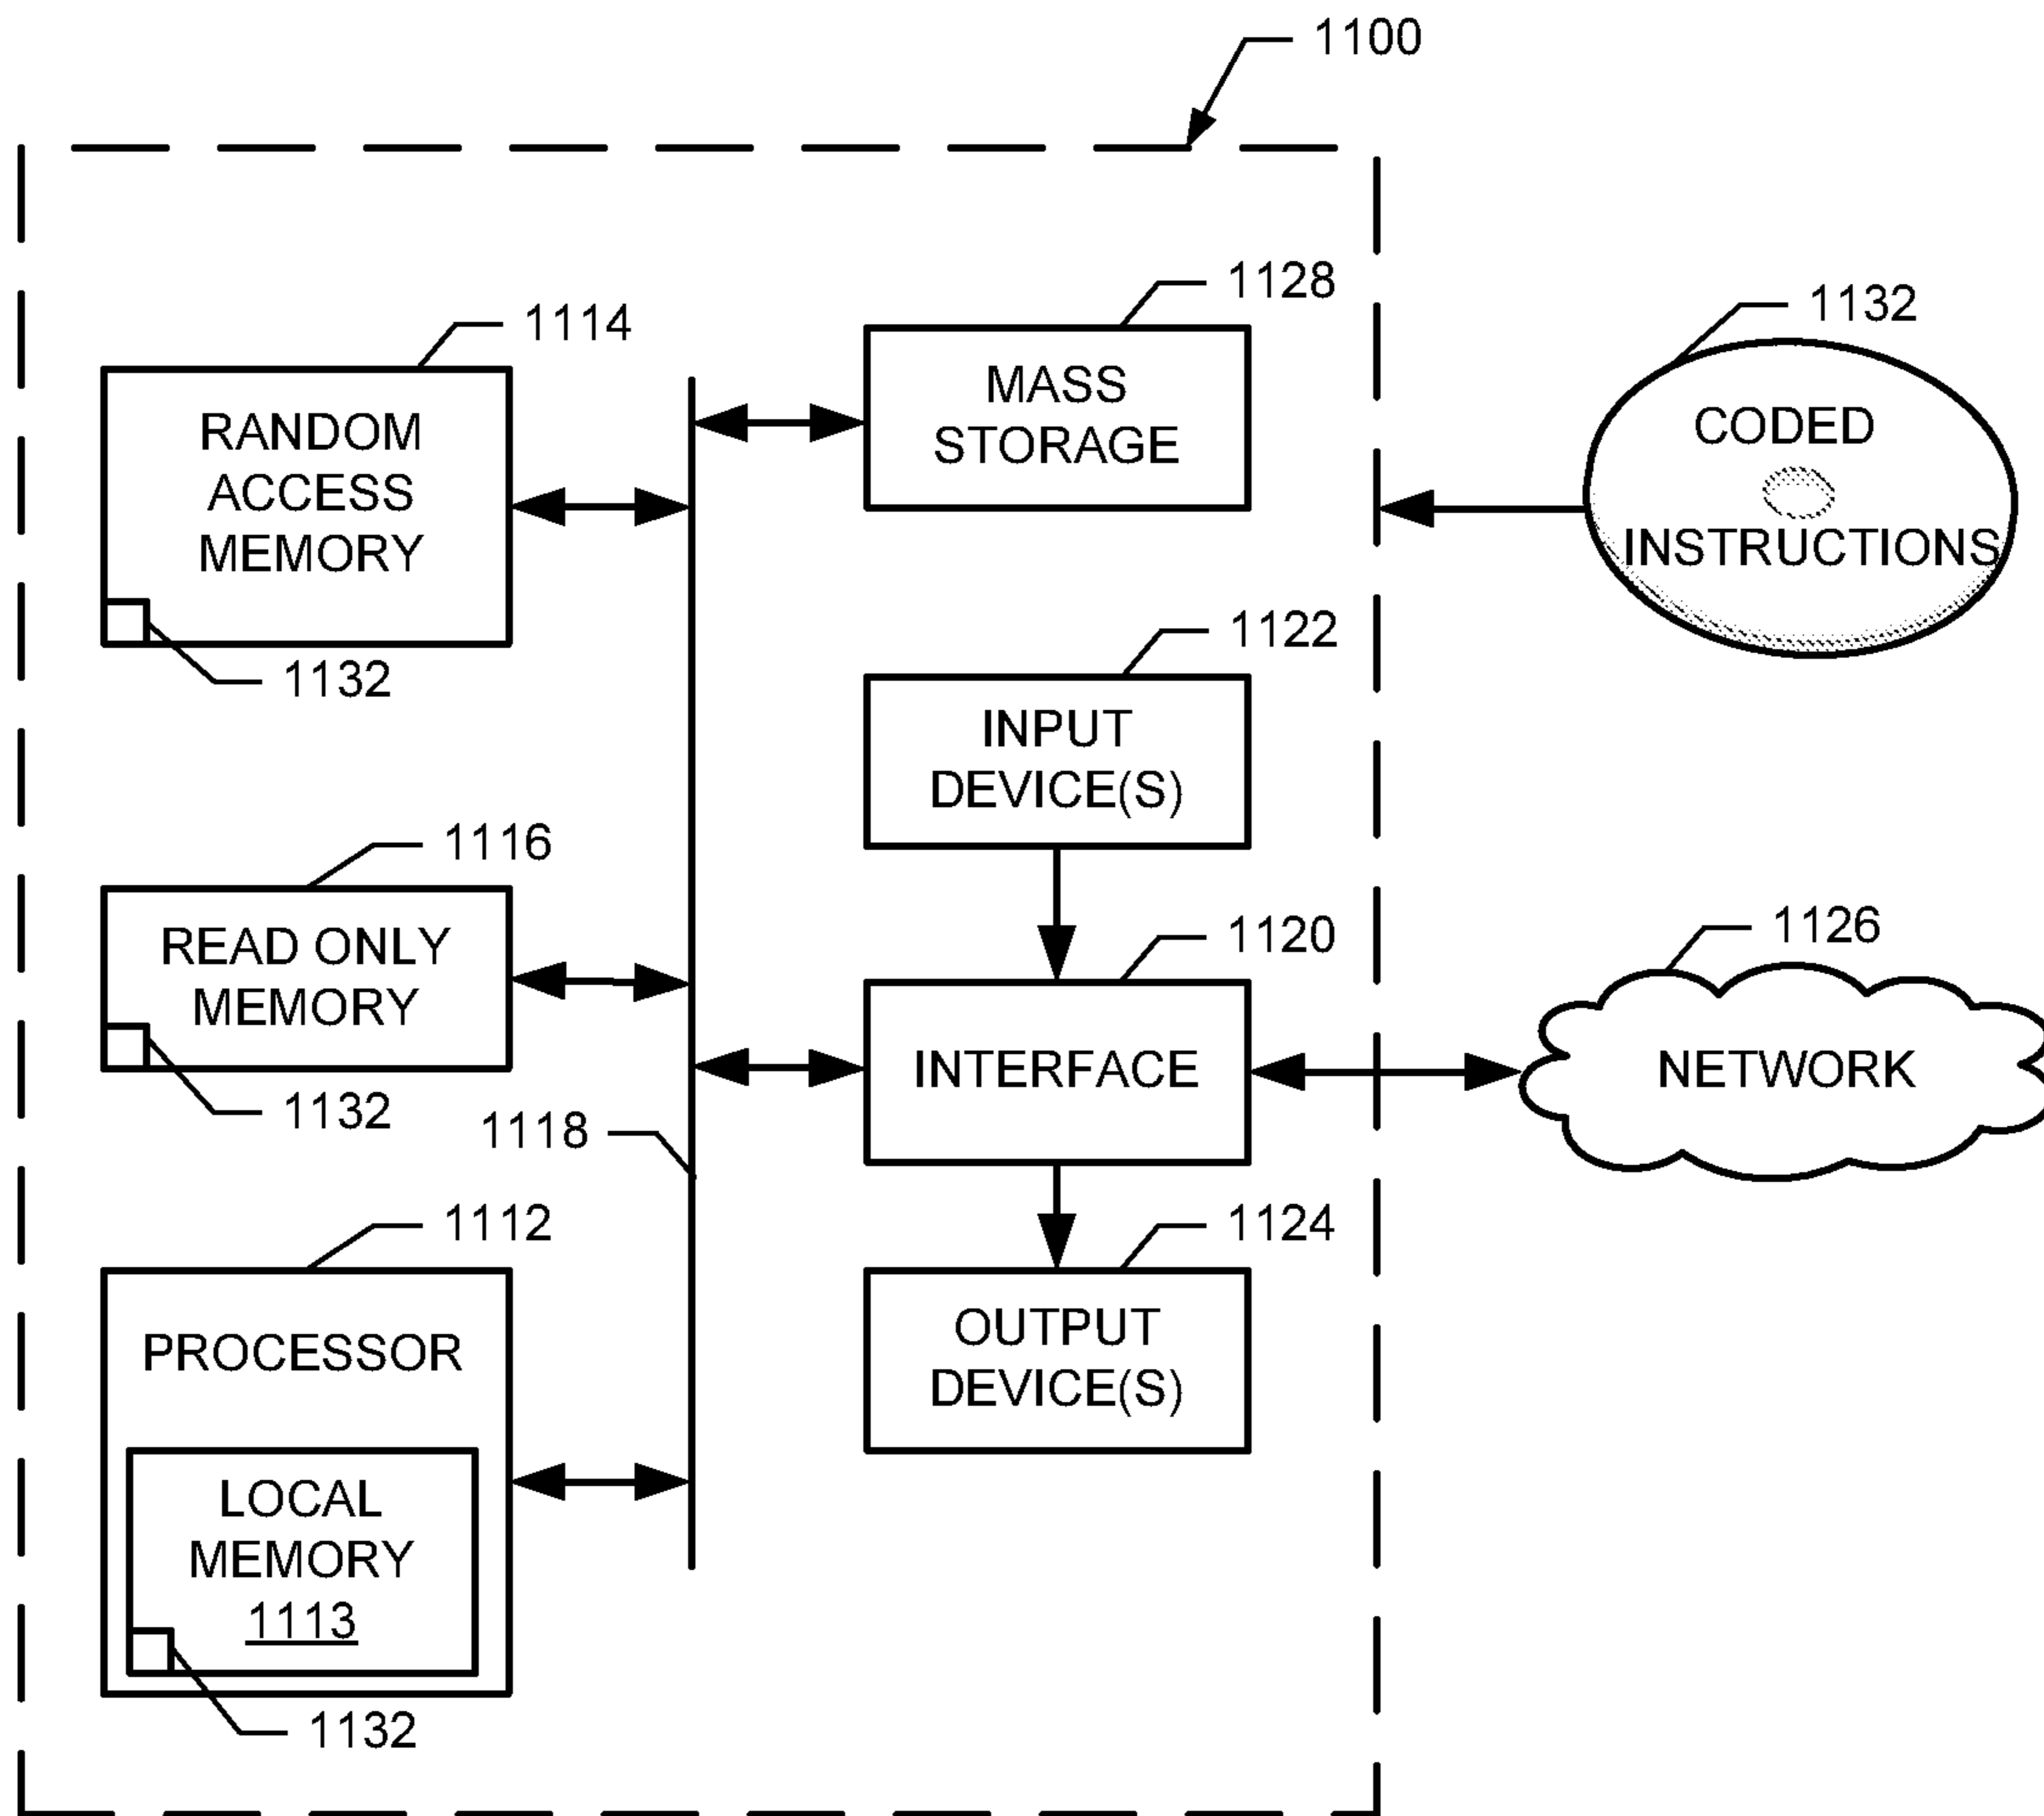 1100
1128
MASS
STORAGE
1114
RANDOM
ACCESS
MEMORY
1132
1132
CODED
INSTRUCTIONS
1122
INPUT
DEVICE(S)
1116
READ ONLY
MEMORY
1132
1120
INTERFACE
1126
NETWORK
1118
1112
PROCESSOR
LOCAL
MEMORY
1113
1132
1124
OUTPUT
DEVICE(S)